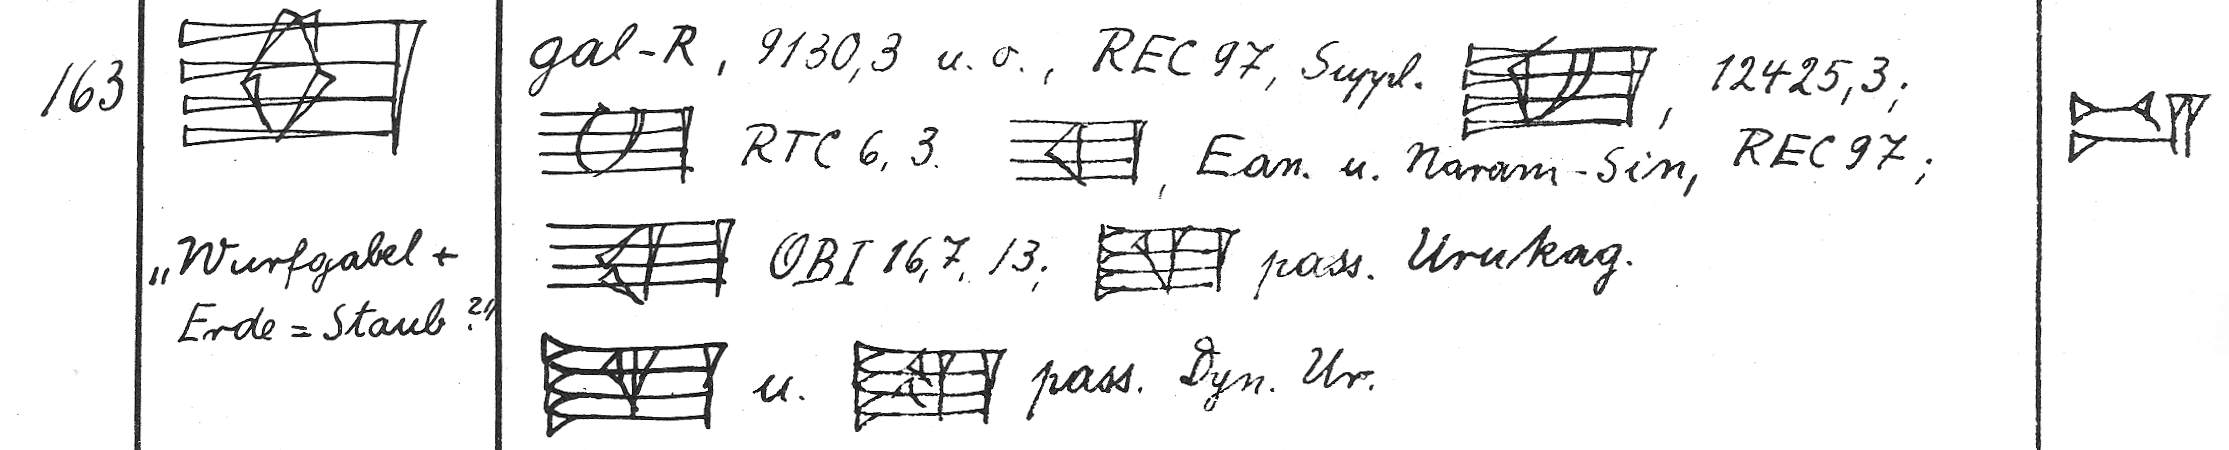 163
gal-R, 9130,3 u. o., REC 97, Suppl. , 12425,3;
RTC 6, 3. , Ean. u. Naram-Sin, REC 97;
„Wurfgabel + OBI 16,7, 13; pass. Urukag.
Erde = Staub?"
u. pass. Dyn. Ur.